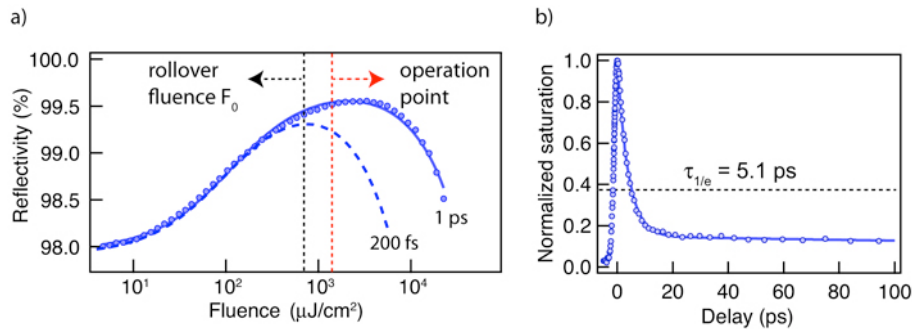 a)
100.0
99.5
99.0
98.5
98.0
Reflectivity (%)
rollover
fluence F₀
operation
point
1 ps
200 fs
10¹
10²
10³
10⁴
Fluence (μJ/cm²)
b)
1.0
0.8
0.6
0.4
0.2
0.0
Normalized saturation
τ1/e = 5.1 ps
0
20
40
60
80
100
Delay (ps)